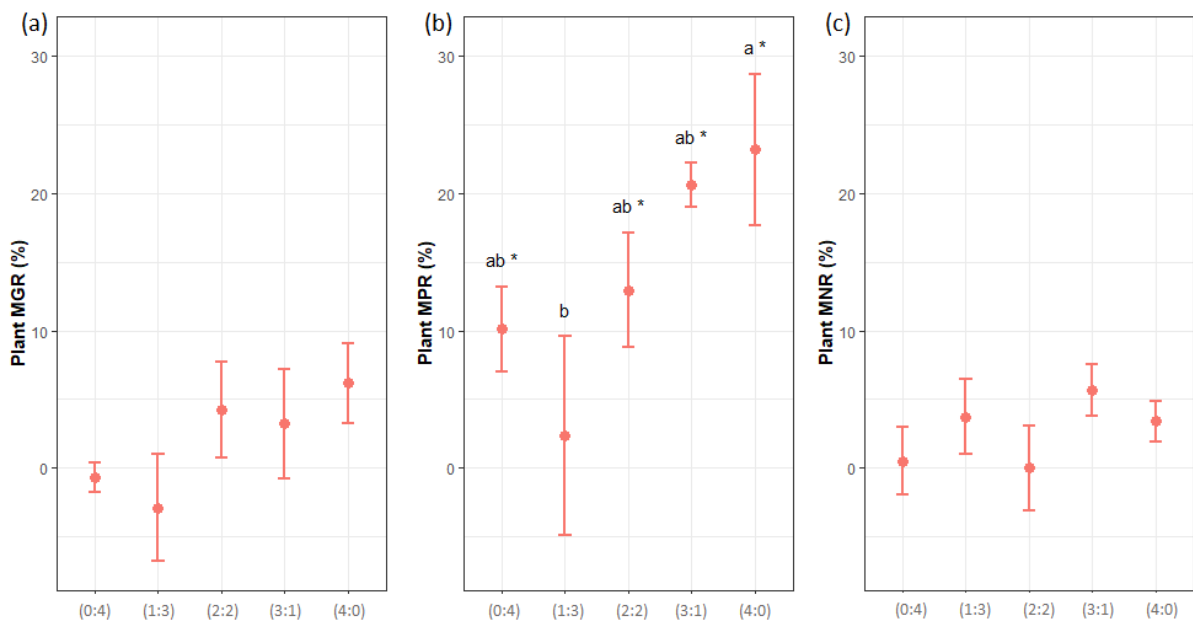 (a)
Plant MGR (%)
30
20
10
0
(0:4) (1:3) (2:2) (3:1) (4:0)
(b)
Plant MPR (%)
30
20
10
0
ab *
b
ab *
ab *
a *
(0:4) (1:3) (2:2) (3:1) (4:0)
(c)
Plant MNR (%)
30
20
10
0
(0:4) (1:3) (2:2) (3:1) (4:0)